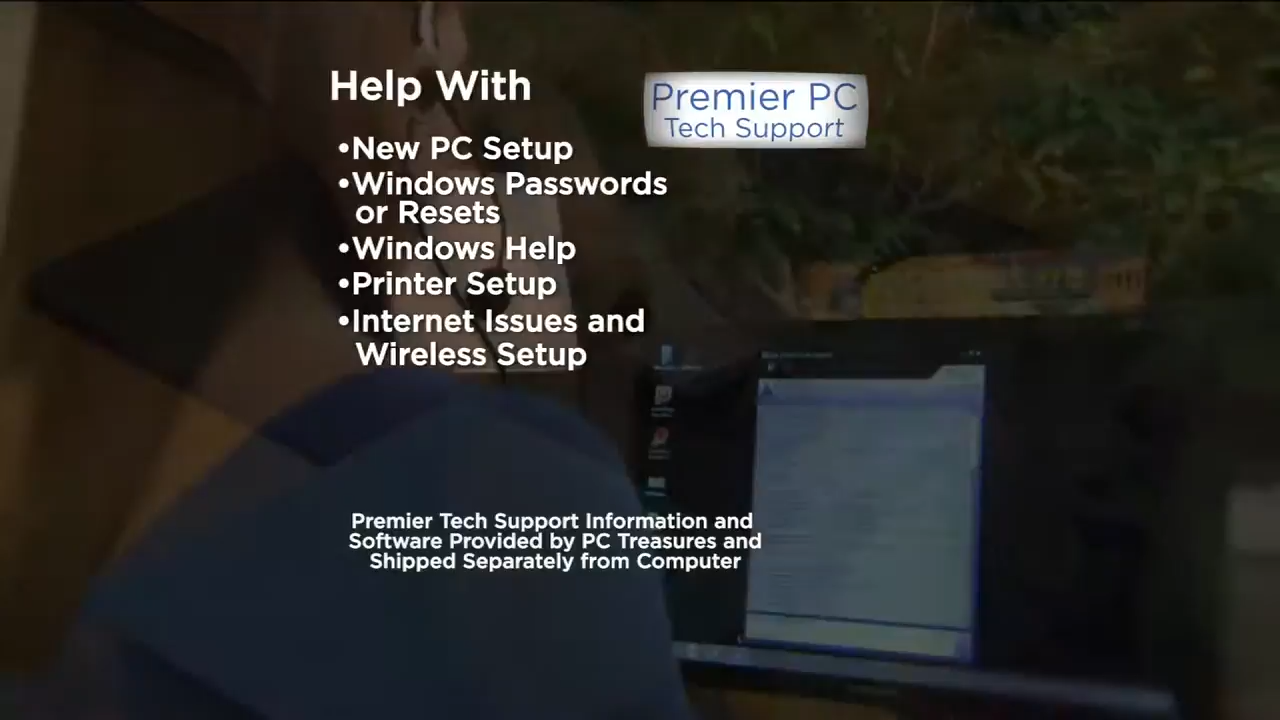 Help With
Premier PC
Tech Support
•New PC Setup
•Windows Passwords
or Resets
•Windows Help
•Printer Setup
•Internet Issues and
Wireless Setup
Premier Tech Support Information and
Software Provided by PC Treasures and
Shipped Separately from Computer